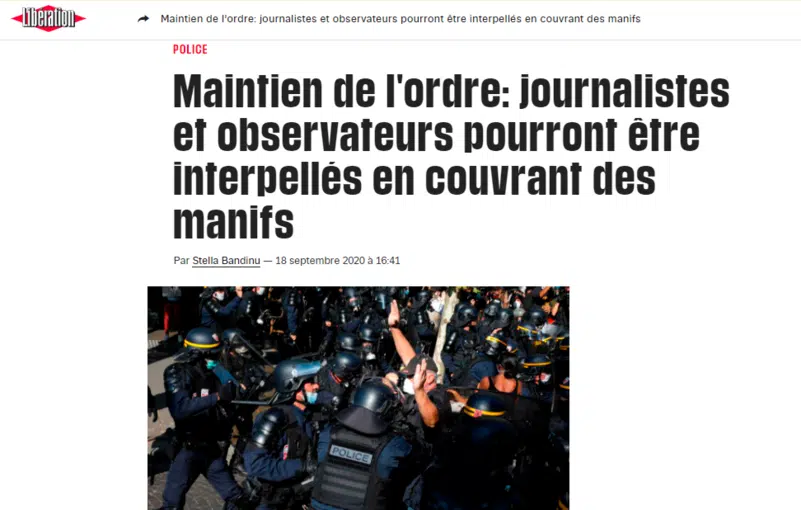 Libération
Maintien de l'ordre: journalistes et observateurs pourront être interpellés en couvrant des manifs
POLICE
Maintien de l'ordre: journalistes
et observateurs pourront être
interpellés en couvrant des
manifs
Par Stella Bandinu — 18 septembre 2020 à 16:41
POLICE